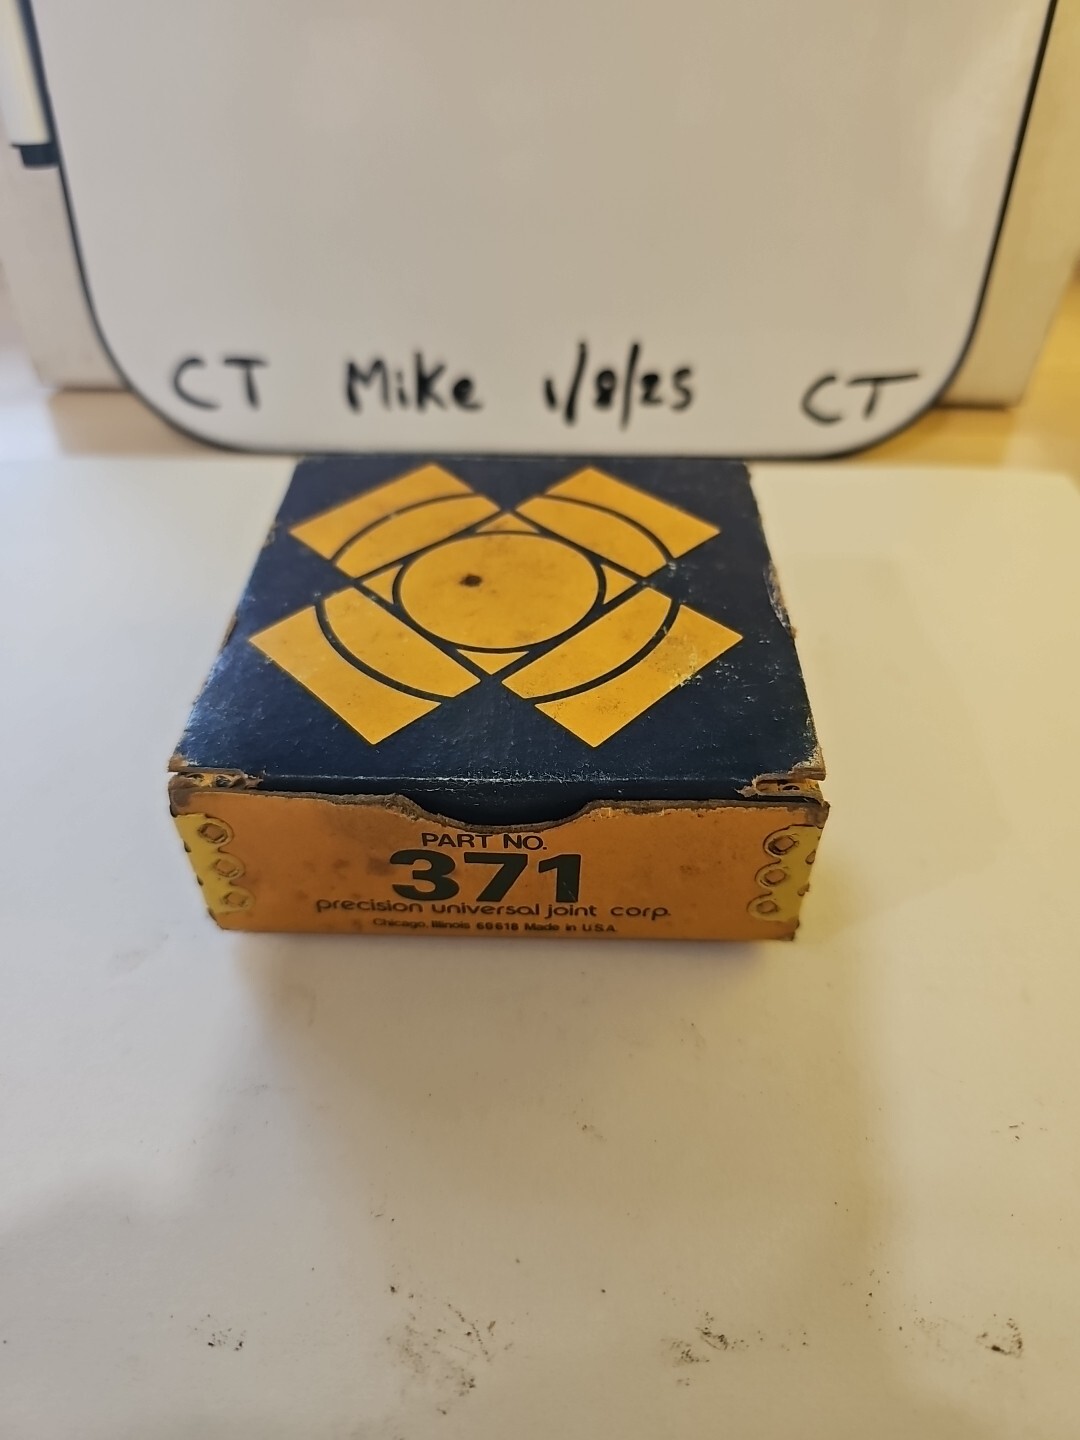 CT Mike 1/8/25 CT
PART NO.
371
precision universal joint corp.
Chicago, Illinois 60618 Made in U.S.A.